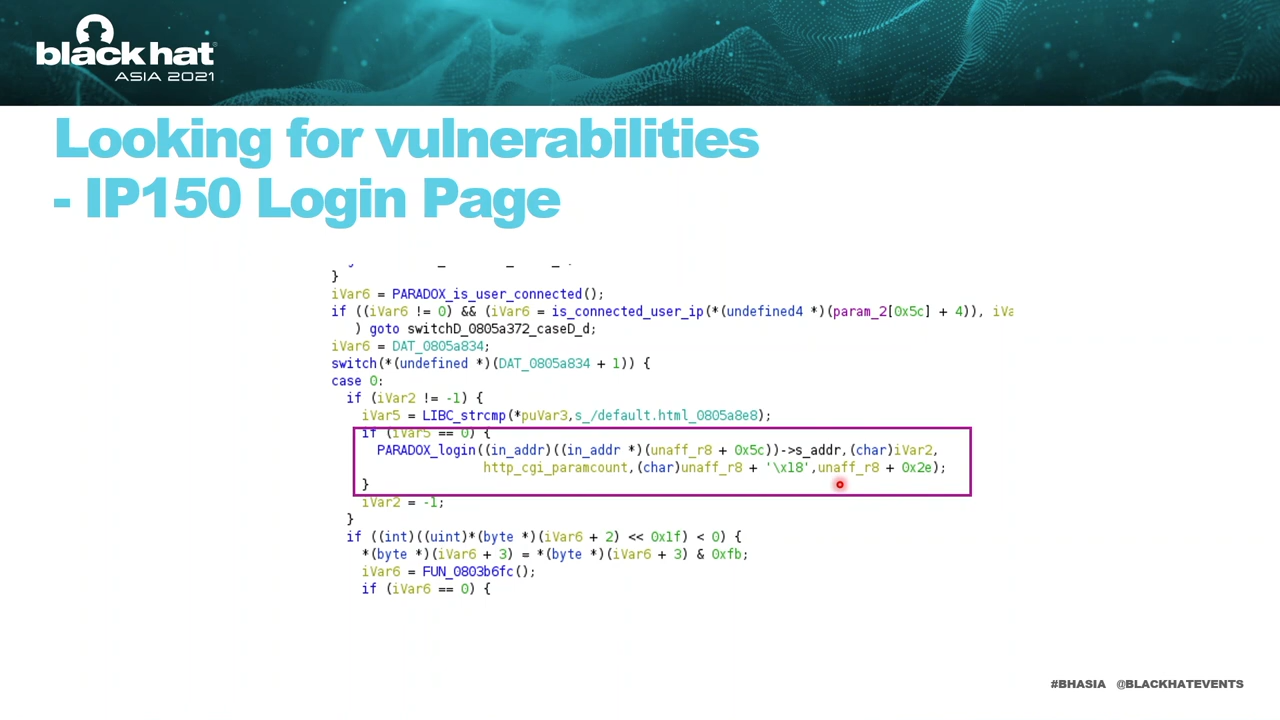 black hat
ASIA 2021
Looking for vulnerabilities
- IP150 Login Page
}
iVar6 = PARADOX_is_user_connected();
if ((iVar6 != 0) && (iVar6 = is_connected_user_ip(*(undefined4 *)(param_2[0x5c] + 4)), iVa
) goto switchD_0805a372_caseD_d;
iVar6 = DAT_0805a834;
switch(*(undefined *)(DAT_0805a834 + 1)) {
case 0:
if (iVar2 != -1) {
iVar5 = LIBC_strcmp(*puVar3,s_/default.html_0805a8e8);
if (iVar5 == 0) {
PARADOX_login((in_addr)((in_addr *)(unaff_r8 + 0x5c))->s_addr,(char)iVar2,
http_cgi_paramcount,(char)unaff_r8 + '\x18',unaff_r8 + 0x2e);
}
iVar2 = -1;
}
if ((int)((uint)*(byte *)(iVar6 + 2) << 0x1f) < 0) {
*(byte *)(iVar6 + 3) = *(byte *)(iVar6 + 3) & 0xfb;
iVar6 = FUN_0803b6fc();
if (iVar6 == 0) {
#BHASIA @BLACKHATEVENTS